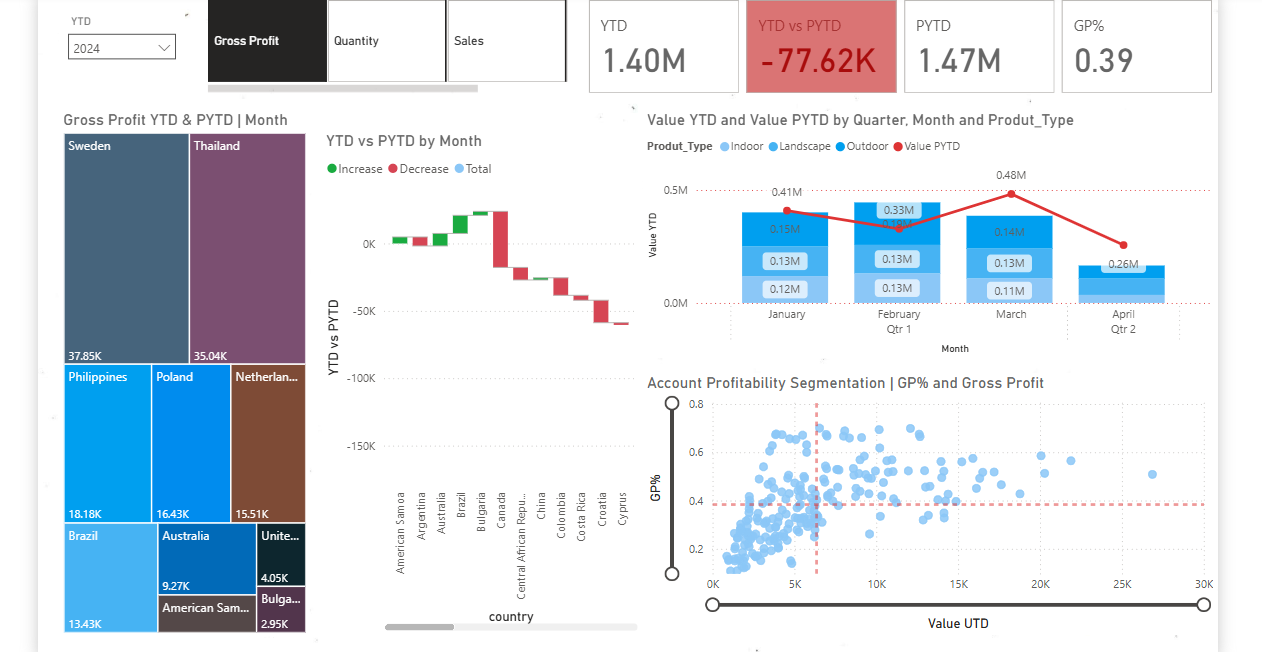 YTD
2024
Gross Profit
Quantity
Sales
YTD
1.40M
YTD vs PYTD
-77.62K
PYTD
1.47M
GP%
0.39
Gross Profit YTD & PYTD | Month
Sweden
37.85K
Thailand
35.04K
Philippines
18.18K
Poland
16.43K
Netherlan...
15.51K
Brazil
13.43K
Australia
9.27K
American Sam...
Unite...
4.05K
Bulga...
2.95K
YTD vs PYTD by Month
Increase Decrease Total
YTD vs PYTD
0K
-50K
-100K
-150K
American Samoa
Argentina
Australia
Brazil
Bulgaria
Canada
Central African Repu...
China
Colombia
Costa Rica
Croatia
Cyprus
country
Value YTD and Value PYTD by Quarter, Month and Produt_Type
Produt_Type Indoor Landscape Outdoor Value PYTD
Value YTD
0.5M
0.0M
0.41M
0.15M
0.13M
0.12M
0.33M
0.13M
0.13M
0.48M
0.14M
0.13M
0.11M
0.26M
January
February
March
April
Qtr 1
Qtr 2
Month
Account Profitability Segmentation | GP% and Gross Profit
GP%
0.8
0.6
0.4
0.2
0K
5K
10K
15K
20K
25K
30K
Value UTD